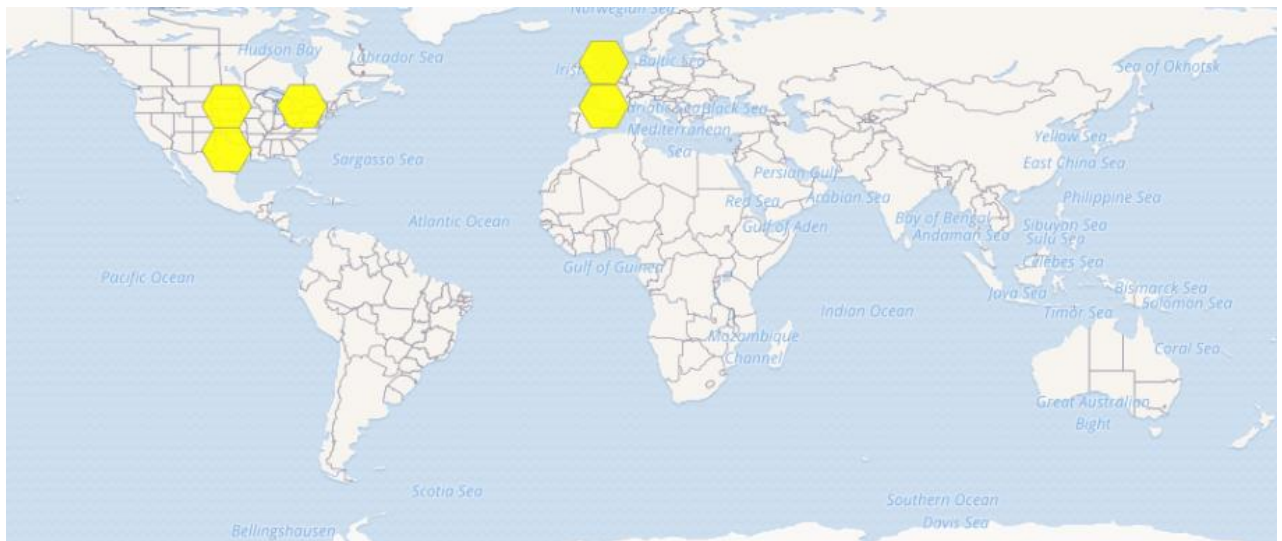 Norwegian Sea
Hudson Bay
Labrador Sea
Baltic Sea
Sea of Okhotsk
Black Sea
Mediterranean
Sea
Yellow Sea
East China Sea
Sargasso Sea
Persian Gulf
Red Sea
Arabian Sea
Philippine Sea
Atlantic Ocean
Gulf of Aden
Bay of Bengal
Andaman Sea
Sibuyan Sea
Sulu Sea
Pacific Ocean
Gulf of Guinea
Celebes Sea
Java Sea
Bismarck Sea
Solomon Sea
Timor Sea
Indian Ocean
Mozambique
Channel
Coral Sea
Great Australian
Bight
Scotia Sea
Southern Ocean
Davis Sea
Bellingshausen